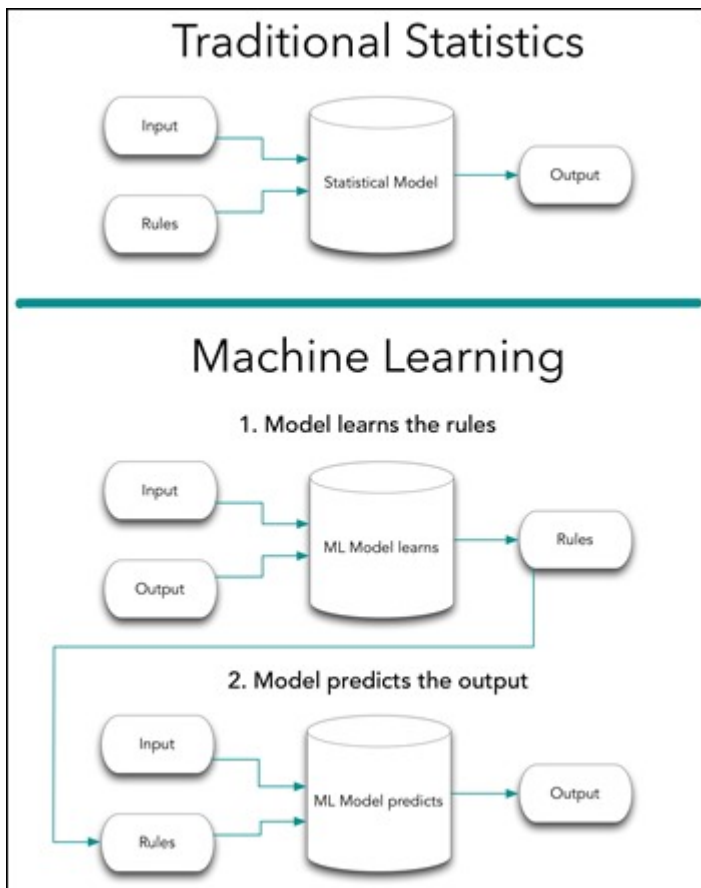 Traditional Statistics
Input
Statistical Model
Output
Rules
Machine Learning
1. Model learns the rules
Input
ML Model learns
Rules
Output
2. Model predicts the output
Input
ML Model predicts
Output
Rules